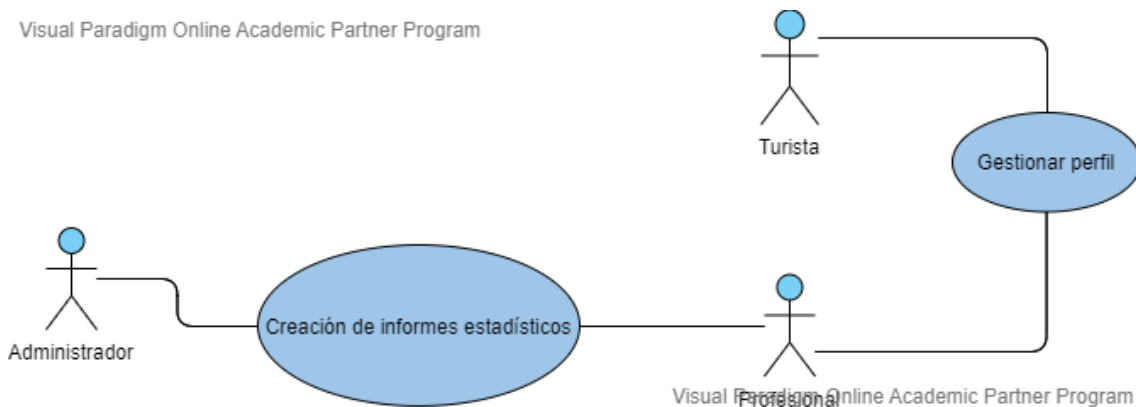 Visual Paradigm Online Academic Partner Program
Turista
Gestionar perfil
Creación de informes estadísticos
Administrador
Profesional
Visual Paradigm Online Academic Partner Program